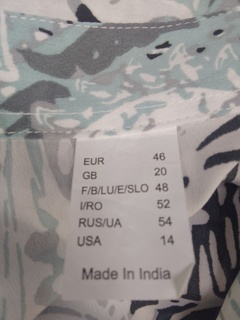 EUR 46
GB 20
F/B/LU/E/SLO 48
I/RO 52
RUS/UA 54
USA 14
Made In India